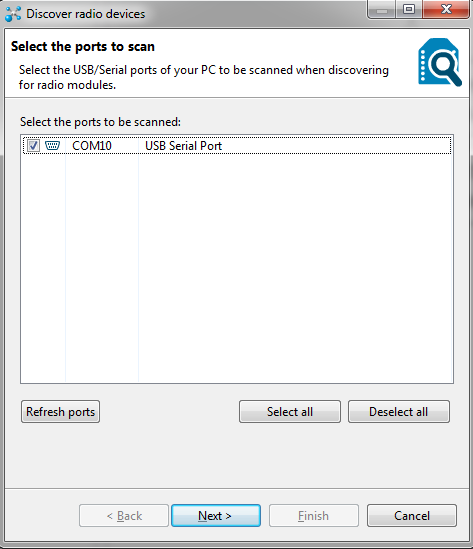 Discover radio devices
Select the ports to scan
Select the USB/Serial ports of your PC to be scanned when discovering
for radio modules.
Select the ports to be scanned:
COM10 USB Serial Port
Refresh ports Select all Deselect all
< Back Next > Finish Cancel